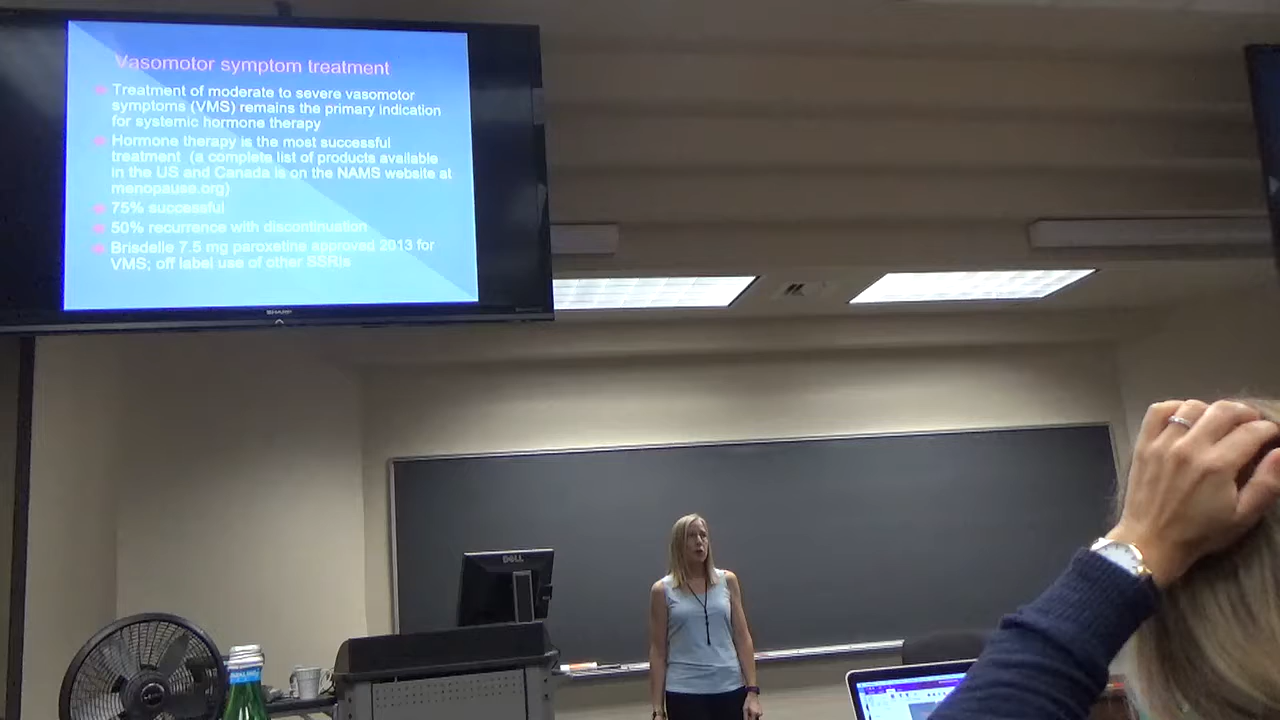 Vasomotor symptom treatment
Treatment of moderate to severe vasomotor
symptoms (VMS) remains the primary indication
for systemic hormone therapy
Hormone therapy is the most successful
treatment (a complete list of products available
in the US and Canada is on the NAMS website at
menopause.org)
75% successful
50% recurrence with discontinuation
Brisdelle 7.5 mg paroxetine approved 2013 for
VMS; off label use of other SSRIs
SHARP
DELL